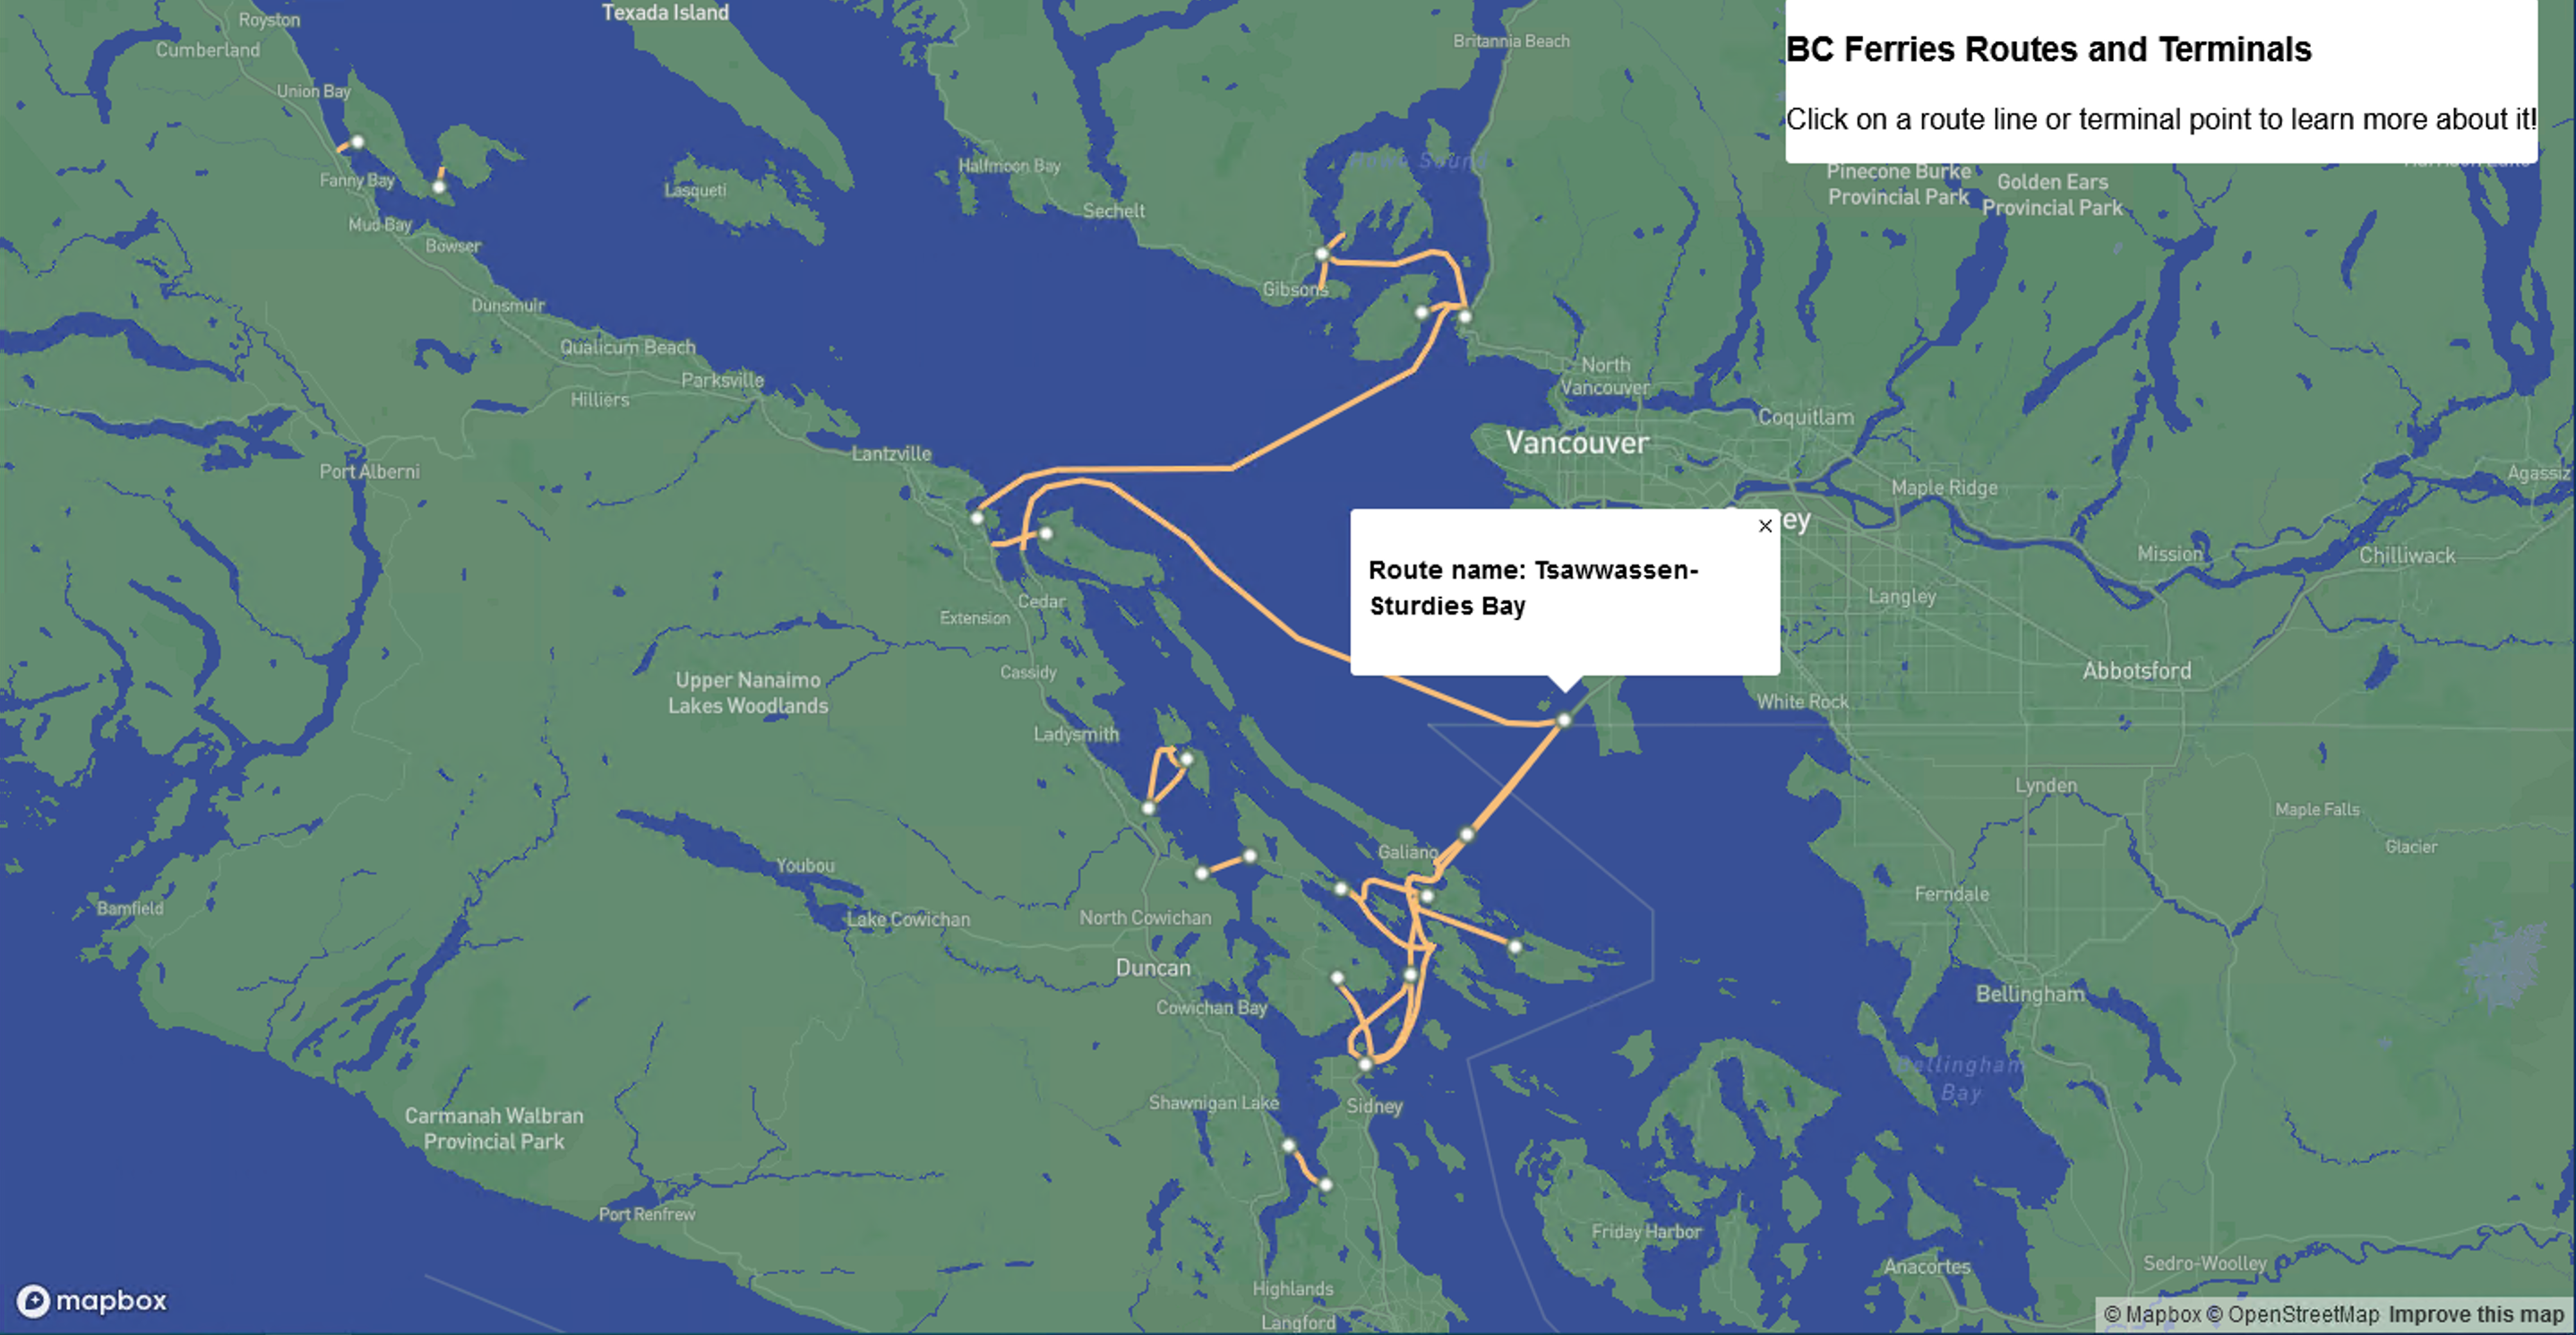 Royston
Texada Island
Cumberland
Britannia Beach
BC Ferries Routes and Terminals
Union Bay
Click on a route line or terminal point to learn more about it!
Halfmoon Bay
Pinecone Burke
Provincial Park
Golden Ears
Provincial Park
Fanny Bay
Lasqueti
Sechelt
Mud Bay
Bowser
Gibsons
Dunsmuir
Qualicum Beach
North
Vancouver
Parksville
Hilliers
Coquitlam
Vancouver
Lantzville
Port Alberni
Agassiz
Maple Ridge
ey
×
Mission
Chilliwack
Route name: Tsawwassen-
Sturdies Bay
Cedar
Langley
Extension
Cassidy
Abbotsford
Upper Nanaimo
Lakes Woodlands
White Rock
Ladysmith
Lynden
Maple Falls
Galiano
Glacier
Youbou
Ferndale
Bamfield
Lake Cowichan
North Cowichan
Duncan
Bellingham
Cowichan Bay
Bellingham
Bay
Shawnigan Lake
Sidney
Carmanah Walbran
Provincial Park
Port Renfrew
Friday Harbor
Sedro-Woolley
Anacortes
Highlands
mapbox
Langford
© Mapbox © OpenStreetMap Improve this map